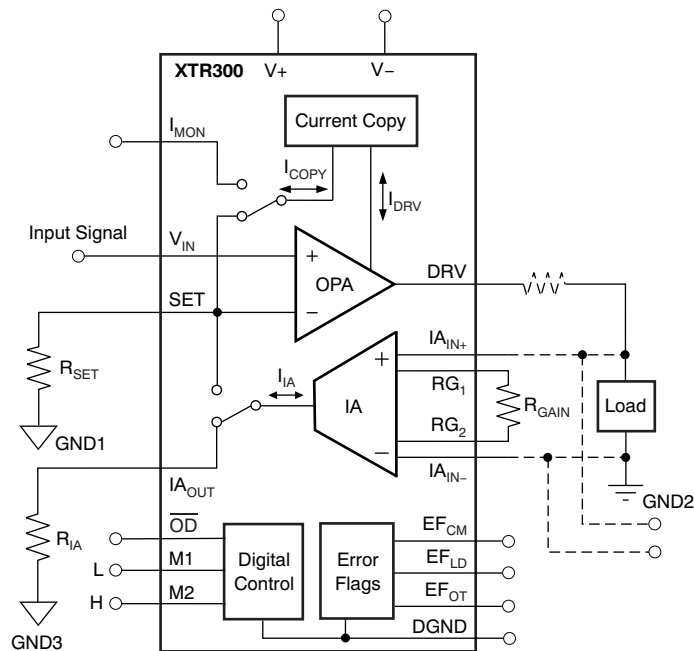 V+
V−
XTR300
Current Copy
I_MON
I_COPY
I_DRV
Input Signal
V_IN
+
OPA
−
DRV
SET
R_SET
GND1
IA_IN+
+
I_IA
IA
RG_1
R_GAIN
RG_2
−
IA_IN−
Load
GND2
IA_OUT
R_IA
GND3
OD
L
M1
H
M2
Digital
Control
Error
Flags
EF_CM
EF_LD
EF_OT
DGND